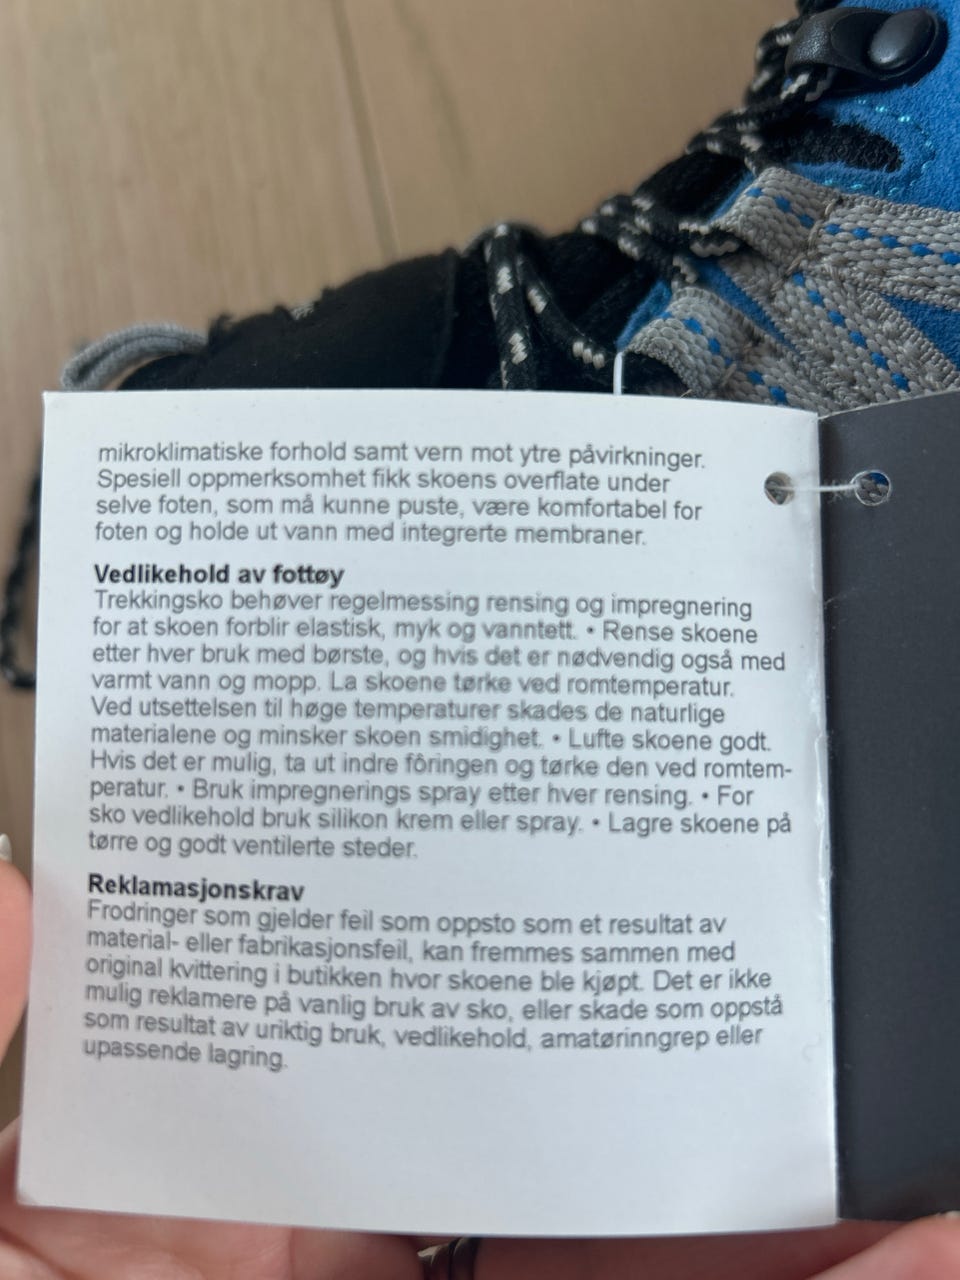 mikroklimatiske forhold samt vern mot ytre påvirkninger.
Spesiell oppmerksomhet fikk skoens overflate under
selve foten, som må kunne puste, være komfortabel for
foten og holde ut vann med integrerte membraner.
Vedlikehold av fottøy
Trekkingsko behøver regelmessing rensing og impregnering
for at skoen forblir elastisk, myk og vanntett. • Rense skoene
etter hver bruk med børste, og hvis det er nødvendig også med
varmt vann og mopp. La skoene tørke ved romtemperatur.
Ved utsettelsen til høge temperaturer skades de naturlige
materialene og minsker skoen smidighet. • Lufte skoene godt.
Hvis det er mulig, ta ut indre fôringen og tørke den ved romtem-
peratur. • Bruk impregnerings spray etter hver rensing. • For
sko vedlikehold bruk silikon krem eller spray. • Lagre skoene på
tørre og godt ventilerte steder.
Reklamasjonskrav
Frodringer som gjelder feil som oppsto som et resultat av
material- eller fabrikasjonsfeil, kan fremmes sammen med
original kvittering i butikken hvor skoene ble kjøpt. Det er ikke
mulig reklamere på vanlig bruk av sko, eller skade som oppstå
som resultat av uriktig bruk, vedlikehold, amatørinngrep eller
upassende lagring.